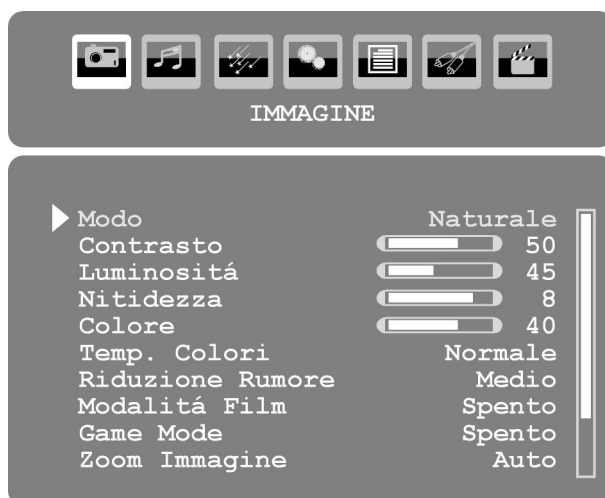 IMMAGINE
Modo Naturale
Contrasto 50
Luminositá 45
Nitidezza 8
Colore 40
Temp. Colori Normale
Riduzione Rumore Medio
Modalitá Film Spento
Game Mode Spento
Zoom Immagine Auto